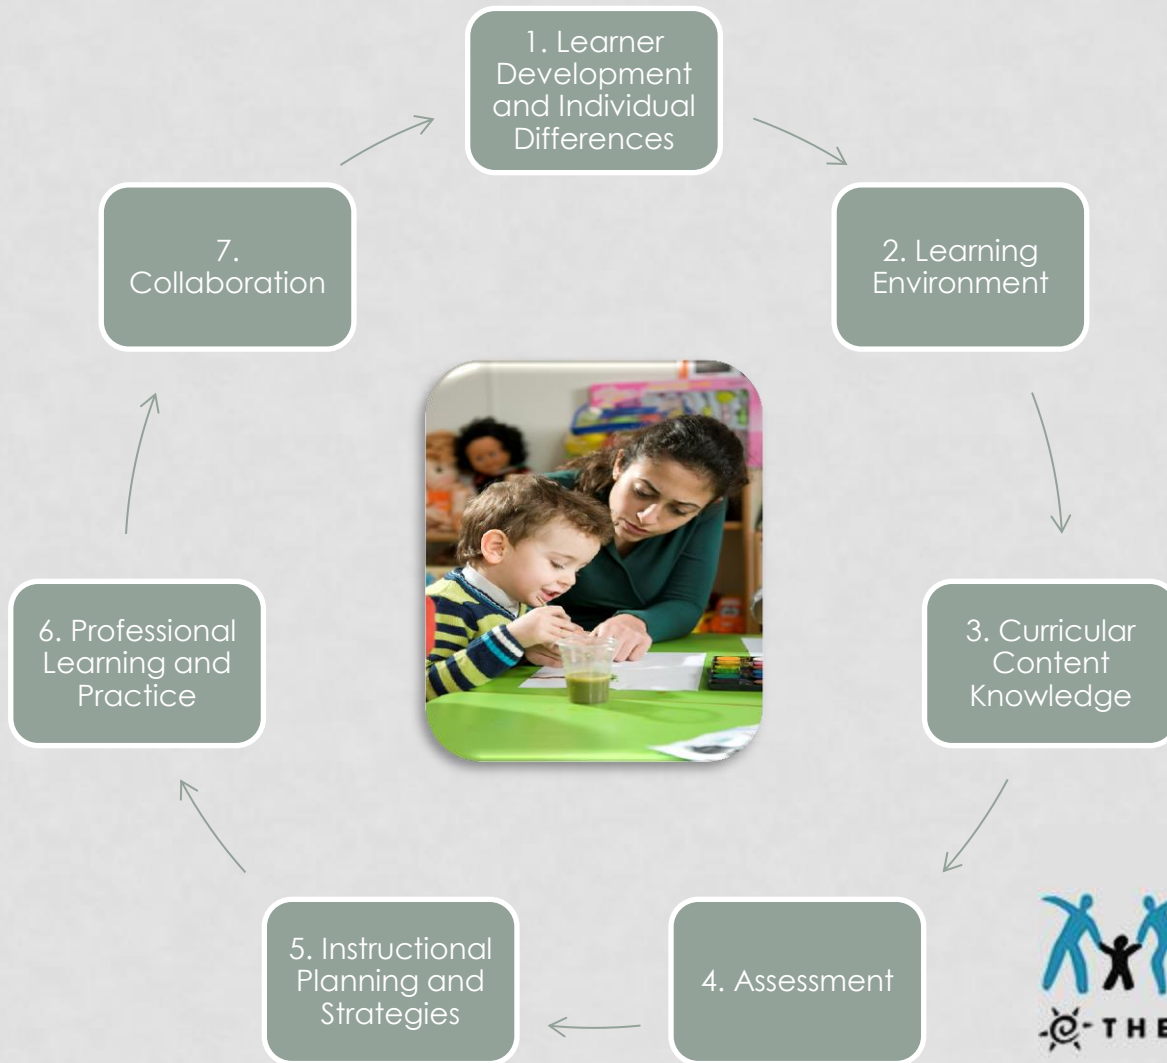 1. Learner
Development
and Individual
Differences
2. Learning
Environment
3. Curricular
Content
Knowledge
4. Assessment
5. Instructional
Planning and
Strategies
6. Professional
Learning and
Practice
7.
Collaboration
THE